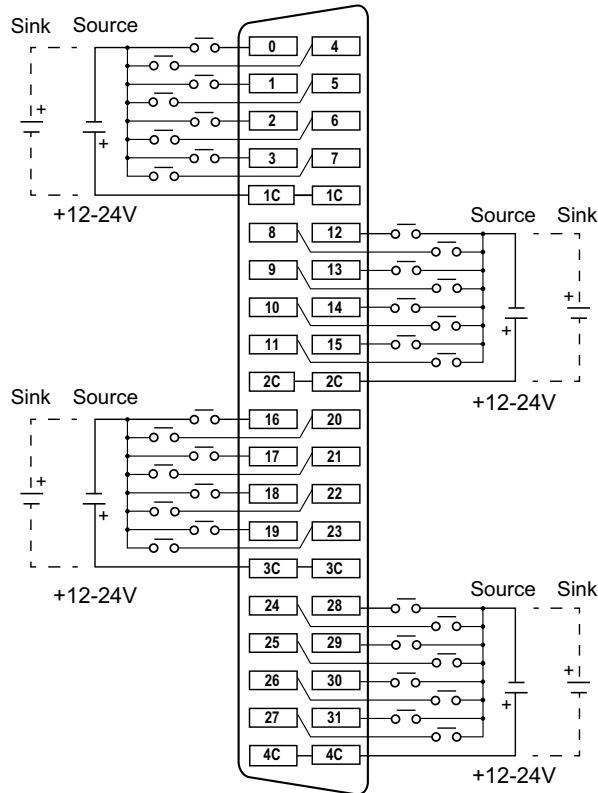 Sink Source
0 4
1 5
2 6
+ +
3 7
1C 1C
+12-24V
8 12 Source Sink
9 13
10 14 +
11 15 +
2C 2C
Sink Source +12-24V
16 20
17 21
+
18 22
+
19 23
3C 3C
+12-24V Source Sink
24 28
25 29
26 30 +
27 31 +
4C 4C
+12-24V